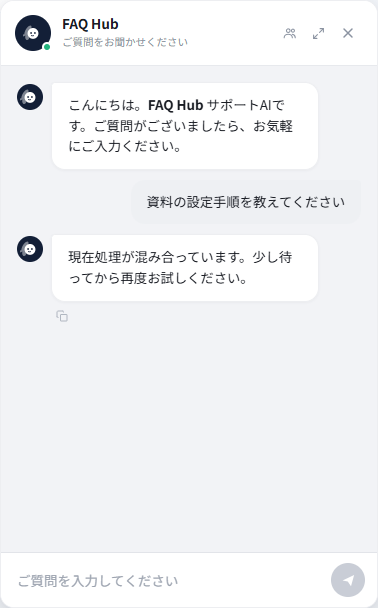 FAQ Hub
ご質問をお聞かせください
こんにちは。FAQ Hub サポートAIで
す。ご質問がございましたら、お気軽
にご入力ください。
資料の設定手順を教えてください
現在処理が混み合っています。少し待
ってから再度お試しください。
ご質問を入力してください